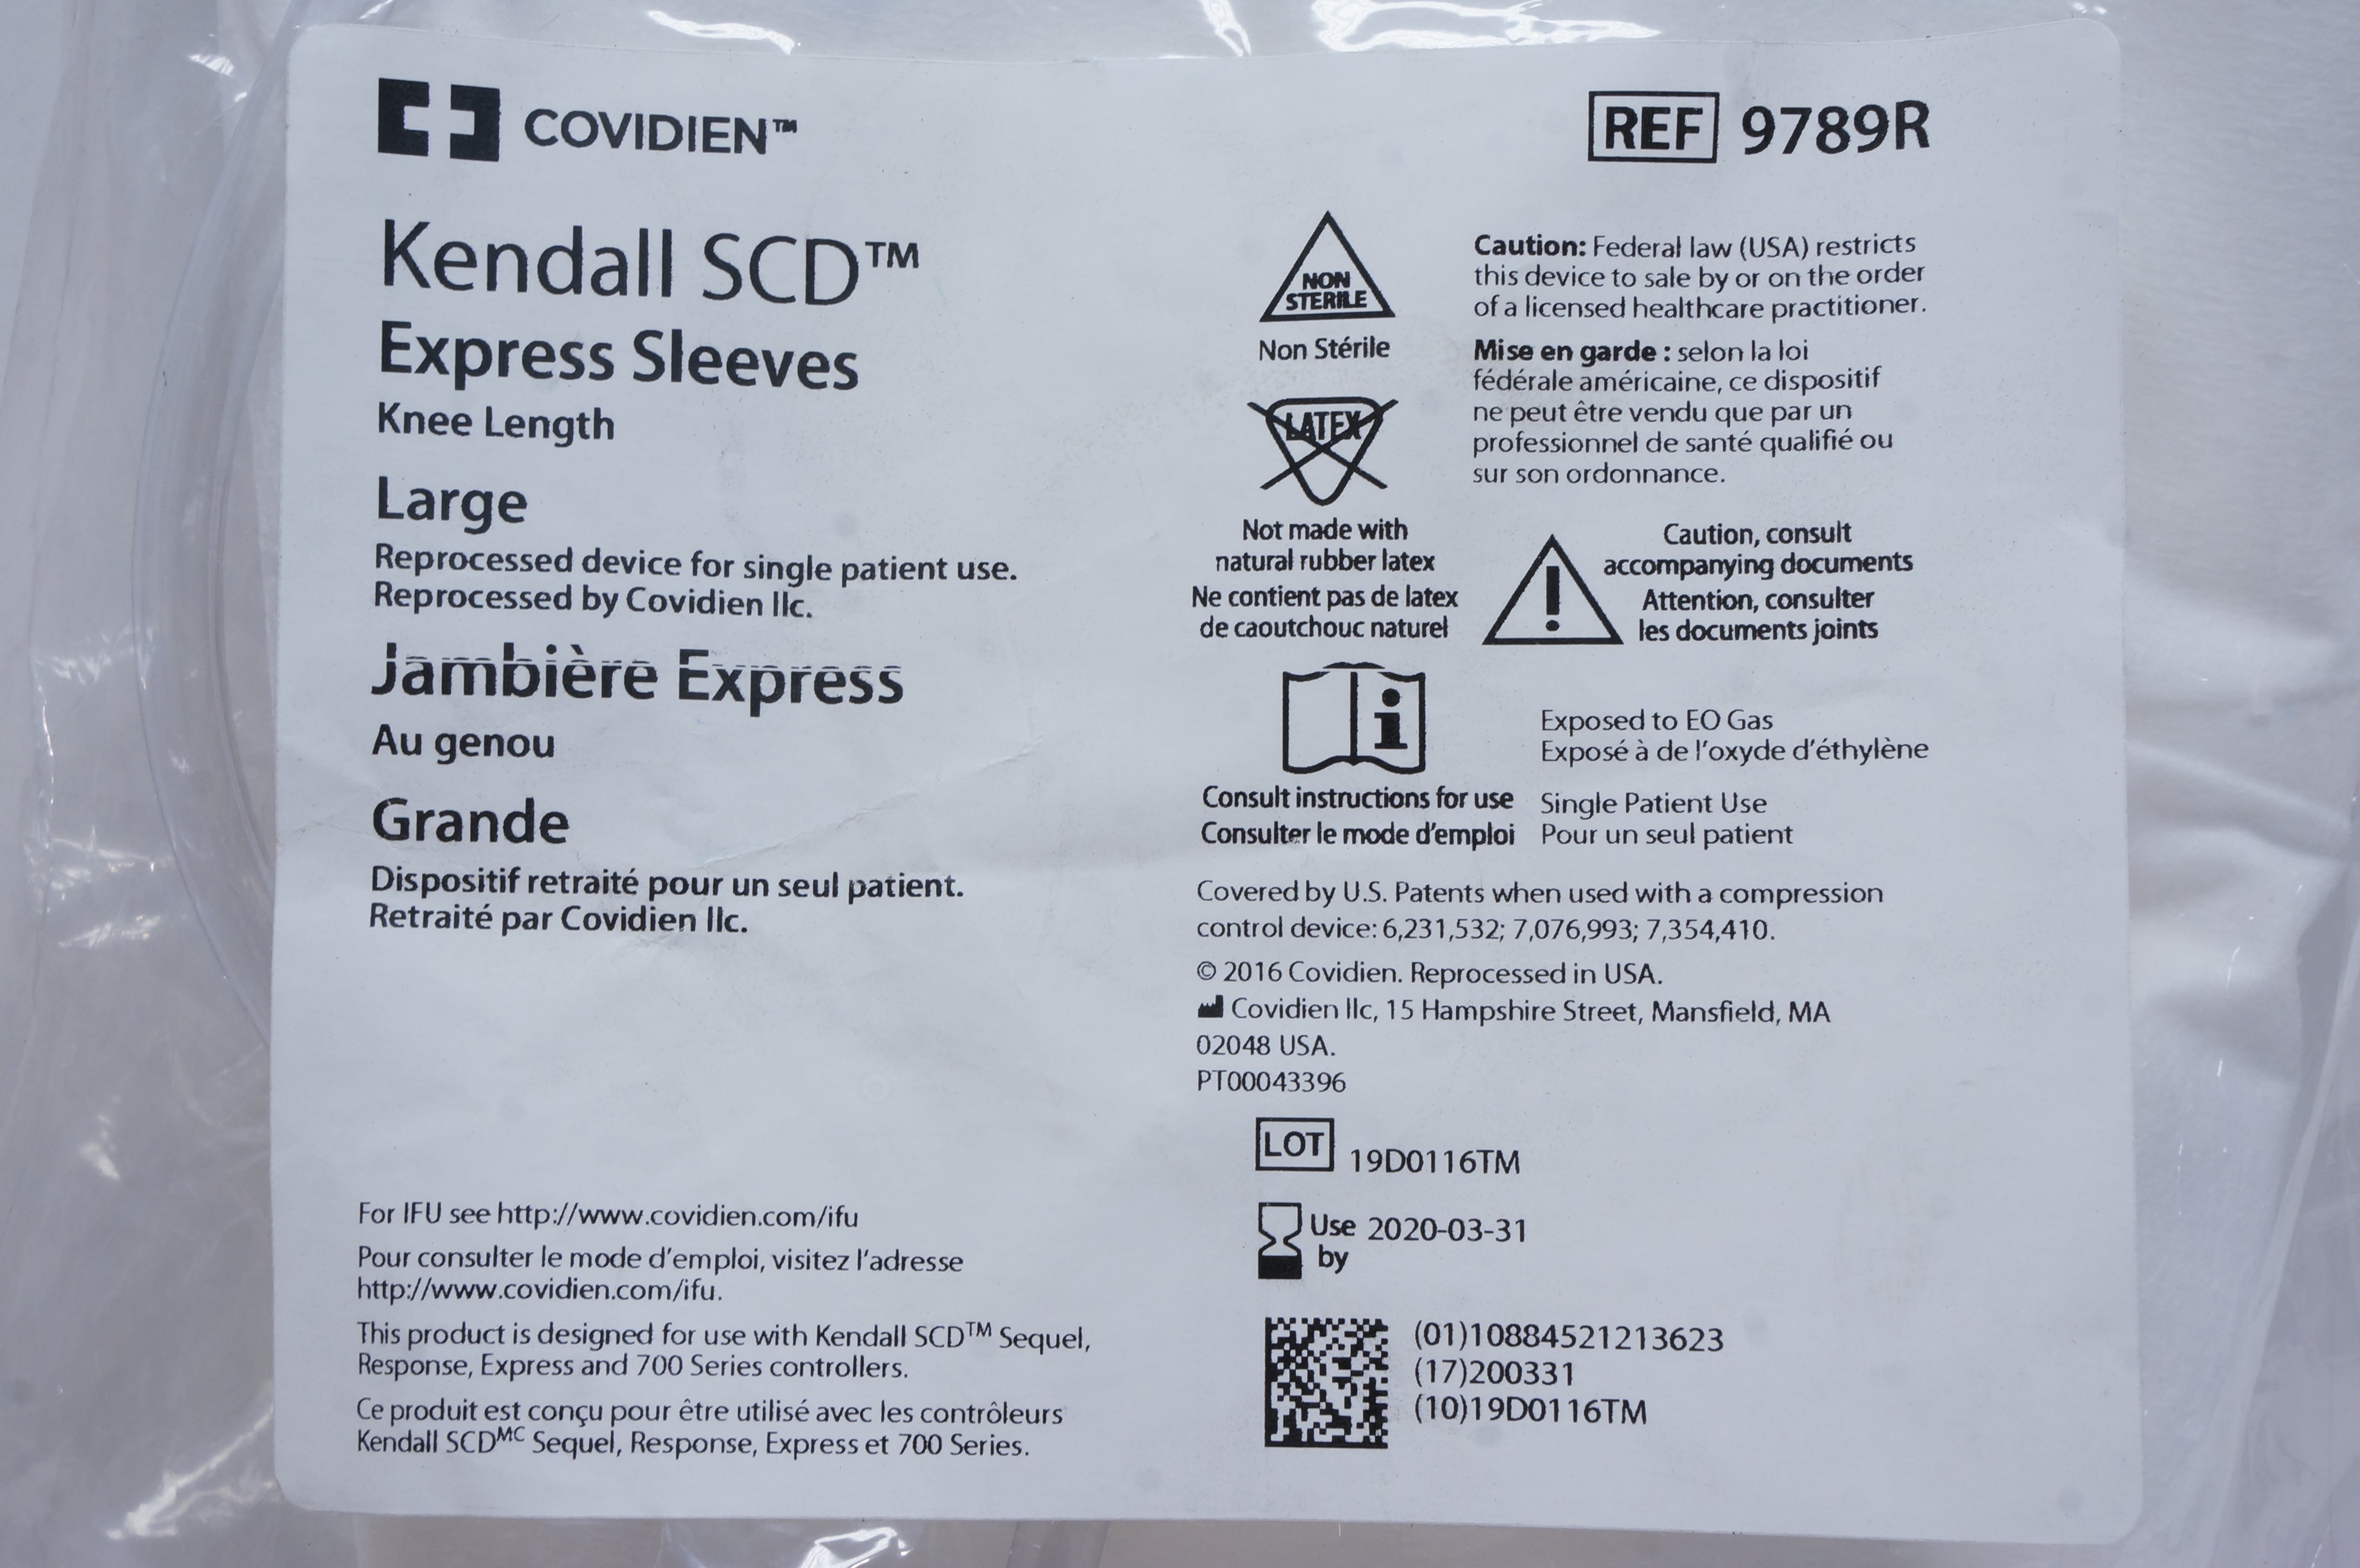 COVIDIEN™
REF 9789R
Kendall SCD™
Express Sleeves
Knee Length
Large
Reprocessed device for single patient use.
Reprocessed by Covidien llc.
Jambière Express
Au genou
Grande
Dispositif retraité pour un seul patient.
Retraité par Covidien llc.
For IFU see http://www.covidien.com/ifu
Pour consulter le mode d'emploi, visitez l'adresse
http://www.covidien.com/ifu.
This product is designed for use with Kendall SCD™ Sequel,
Response, Express and 700 Series controllers.
Ce produit est conçu pour être utilisé avec les contrôleurs
Kendall SCDMC Sequel, Response, Express et 700 Series.
NON
STERILE
Non Stérile
LATEX
Not made with
natural rubber latex
Ne contient pas de latex
de caoutchouc naturel
Consult instructions for use
Consulter le mode d'emploi
Caution: Federal law (USA) restricts
this device to sale by or on the order
of a licensed healthcare practitioner.
Mise en garde : selon la loi
fédérale américaine, ce dispositif
ne peut être vendu que par un
professionnel de santé qualifié ou
sur son ordonnance.
Caution, consult
accompanying documents
Attention, consulter
les documents joints
Exposed to EO Gas
Exposé à de l'oxyde d'éthylène
Single Patient Use
Pour un seul patient
Covered by U.S. Patents when used with a compression
control device: 6,231,532; 7,076,993; 7,354,410.
© 2016 Covidien. Reprocessed in USA.
Covidien llc, 15 Hampshire Street, Mansfield, MA
02048 USA.
PT00043396
LOT 19D0116TM
Use 2020-03-31
by
(01)10884521213623
(17)200331
(10)19D0116TM